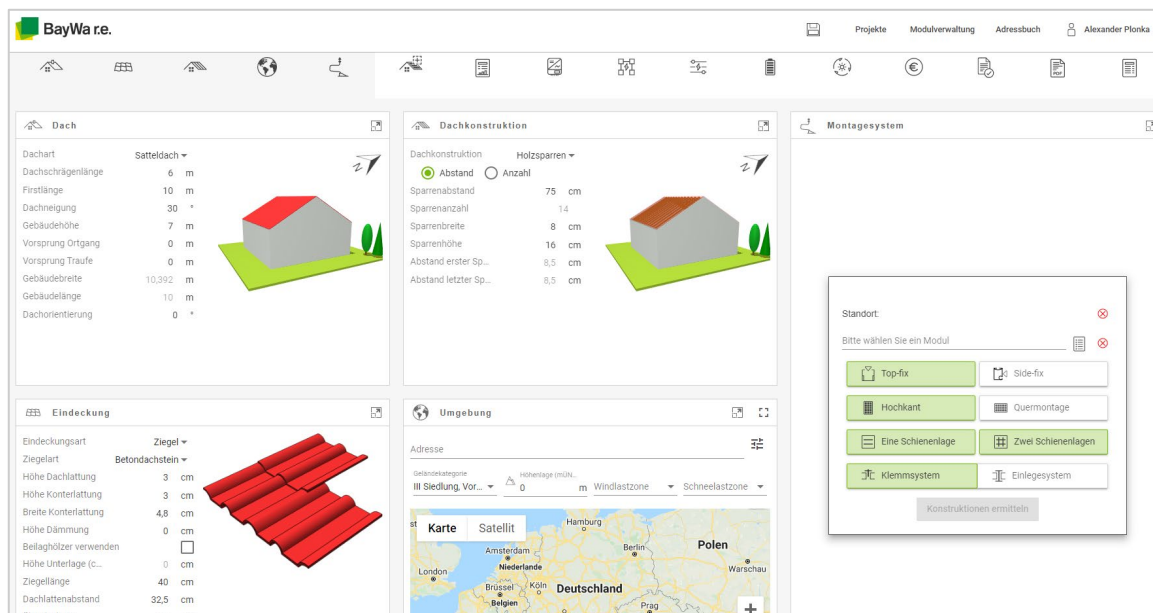 BayWa r.e.
Projekte Modulverwaltung Adressbuch Alexander Plonka
Dach
Dachart Satteldach
Dachschrägenlänge 6 m
Firstlänge 10 m
Dachneigung 30 °
Gebäudehöhe 7 m
Vorsprung Ortgang 0 m
Vorsprung Traufe 0 m
Gebäudebreite 10,392 m
Gebäudelänge 10 m
Dachorientierung 0 °
Dachkonstruktion
Dachkonstruktion Holzsparren
Abstand Anzahl
Sparrenabstand 75 cm
Sparrenanzahl 14
Sparrenbreite 8 cm
Sparrenhöhe 16 cm
Abstand erster Sp... 8,5 cm
Abstand letzter Sp... 8,5 cm
Montagesystem
Standort:
Bitte wählen Sie ein Modul
Top-fix Side-fix
Hochkant Quermontage
Eine Schienenlage Zwei Schienenlagen
Klemmsystem Einlegesystem
Konstruktionen ermitteln
Eindeckung
Eindeckungsart Ziegel
Ziegelart Betondachstein
Höhe Dachlattung 3 cm
Höhe Konterlattung 3 cm
Breite Konterlattung 4,8 cm
Höhe Dämmung 0 cm
Beilaghölzer verwenden
Höhe Unterlage (c... 0 cm
Ziegellänge 40 cm
Dachlattenabstand 32,5 cm
Umgebung
Adresse
Geländekategorie Höhenlage (müN...
III Siedlung, Vor... 0 m Windlastzone Schneelastzone
Karte Satellit
Hamburg
Amsterdam Berlin Polen
Niederlande Warschau
London
Brüssel Köln Deutschland
Belgien Prag